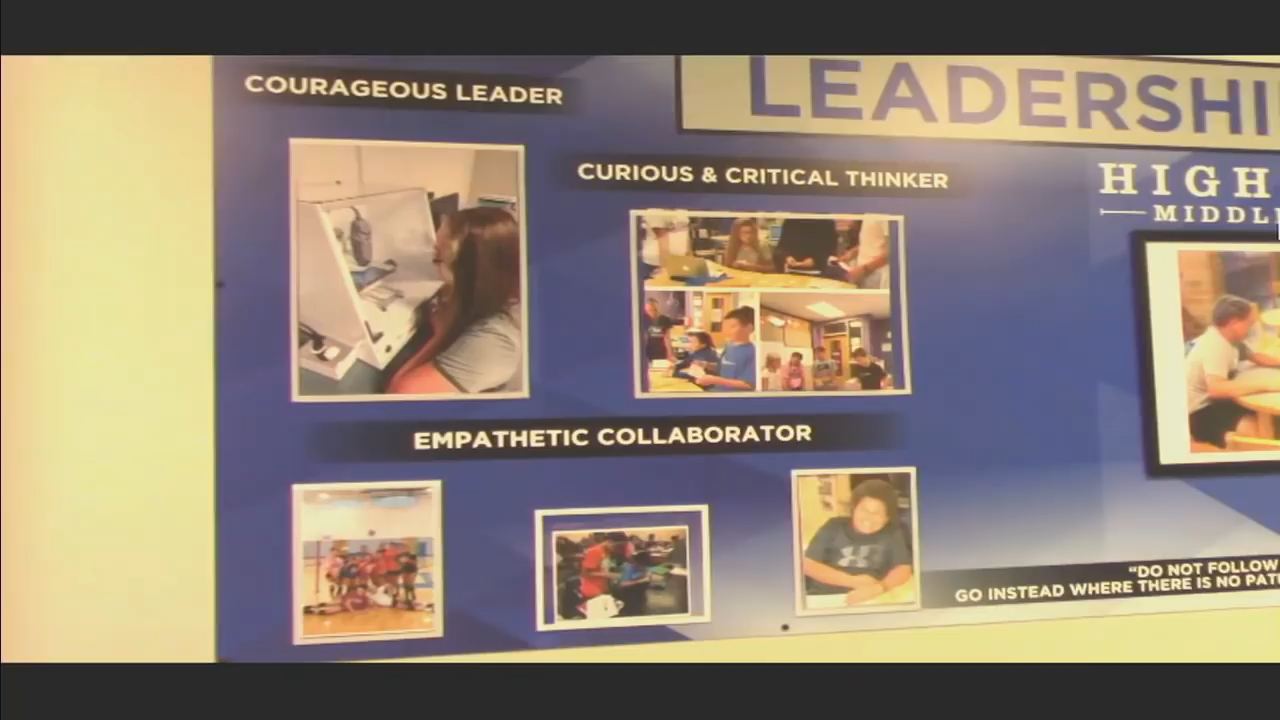 COURAGEOUS LEADER
LEADERSHI
CURIOUS & CRITICAL THINKER
HIGH
MIDDL
EMPATHETIC COLLABORATOR
"DO NOT FOLLOW
GO INSTEAD WHERE THERE IS NO PAT